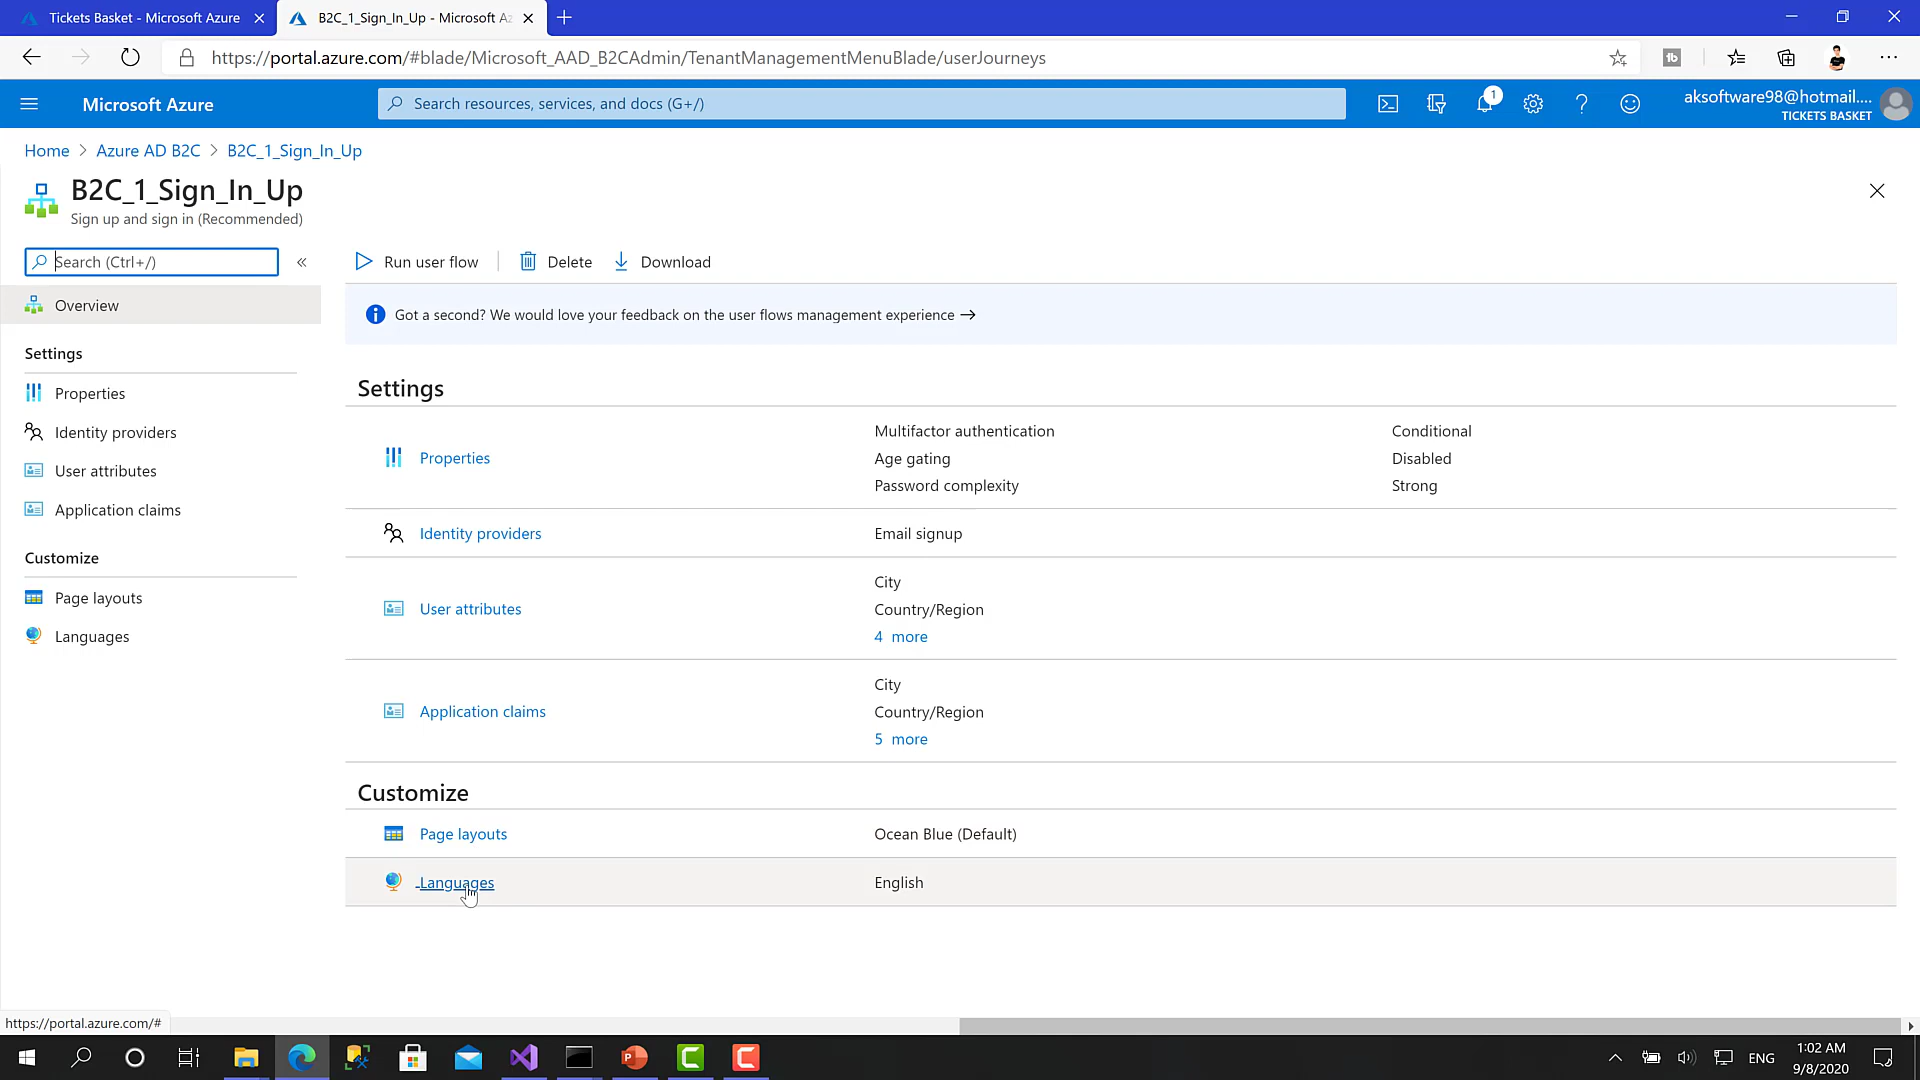 Tickets Basket - Microsoft Azure
B2C_1_Sign_In_Up - Microsoft Az
https://portal.azure.com/#blade/Microsoft_AAD_B2CAdmin/TenantManagementMenuBlade/userJourneys
Microsoft Azure
Search resources, services, and docs (G+/)
1
aksoftware98@hotmail....
TICKETS BASKET
Home > Azure AD B2C > B2C_1_Sign_In_Up
B2C_1_Sign_In_Up
Sign up and sign in (Recommended)
Search (Ctrl+/)
Overview
Settings
Properties
Identity providers
User attributes
Application claims
Customize
Page layouts
Languages
Run user flow
Delete
Download
Got a second? We would love your feedback on the user flows management experience →
Settings
Properties
Multifactor authentication
Conditional
Age gating
Disabled
Password complexity
Strong
Identity providers
Email signup
User attributes
City
Country/Region
4 more
Application claims
City
Country/Region
5 more
Customize
Page layouts
Ocean Blue (Default)
Languages
English
https://portal.azure.com/#
ENG
1:02 AM
9/8/2020